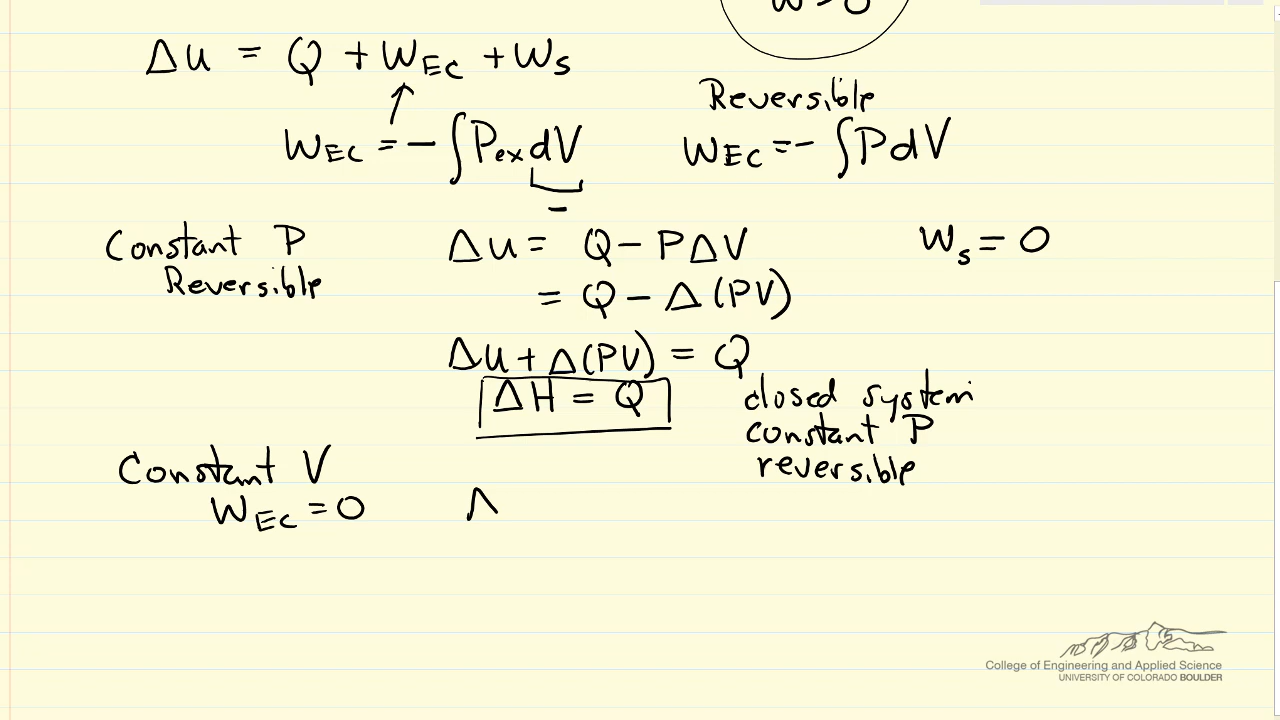 W > 0
ΔU = Q + W_EC + W_s
Reversible
W_EC = - ∫P_ex dV
W_EC = - ∫PdV
-
Constant P
Reversible
ΔU = Q - PΔV
W_s = 0
= Q - Δ(PV)
ΔU + Δ(PV) = Q
ΔH = Q
closed system
constant P
reversible
Constant V
W_EC = 0
College of Engineering and Applied Science
UNIVERSITY OF COLORADO BOULDER